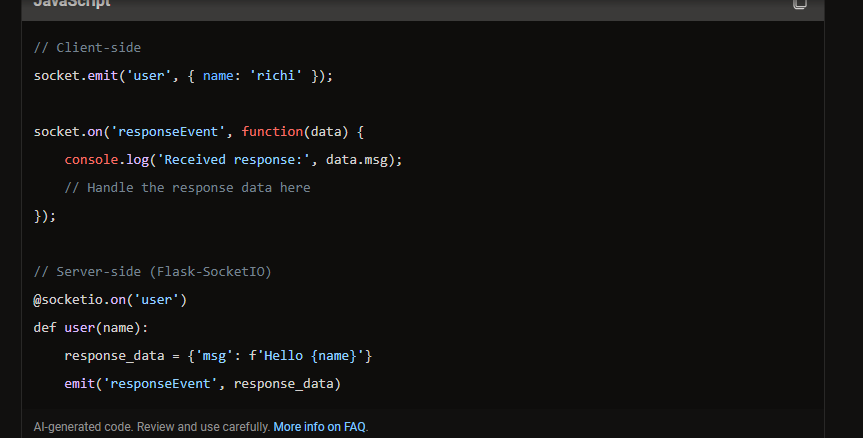 JavaScript
// Client-side
socket.emit('user', { name: 'richi' });
socket.on('responseEvent', function(data) {
    console.log('Received response:', data.msg);
    // Handle the response data here
});
// Server-side (Flask-SocketIO)
@socketio.on('user')
def user(name):
    response_data = {'msg': f'Hello {name}'}
    emit('responseEvent', response_data)
AI-generated code. Review and use carefully. More info on FAQ.